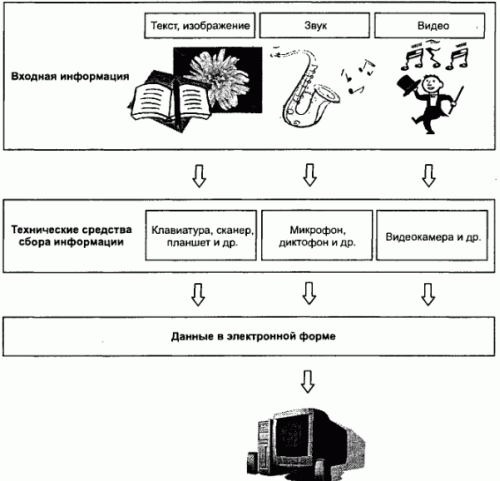 Текст, изображение
Звук
Видео
Входная информация
Технические средства
сбора информации
Клавиатура, сканер,
планшет и др.
Микрофон,
диктофон и др.
Видеокамера и др.
Данные в электронной форме